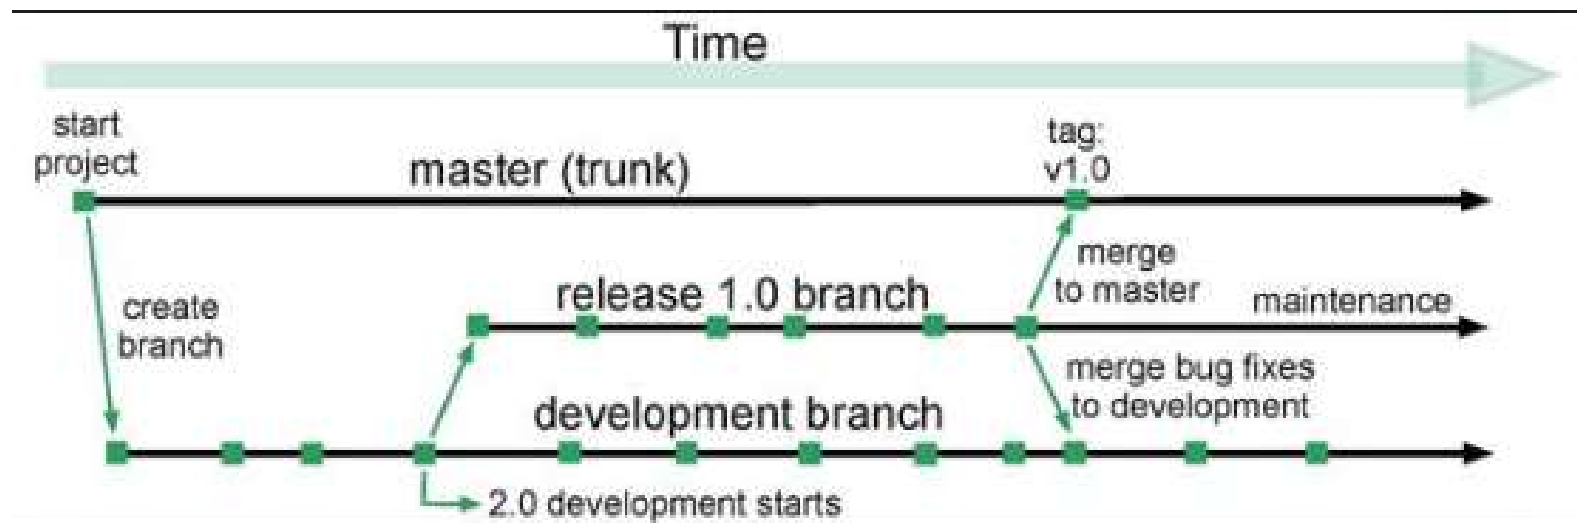 Time
start
project
master (trunk)
tag:
v1.0
create
branch
release 1.0 branch
merge
to master
maintenance
development branch
merge bug fixes
to development
2.0 development starts